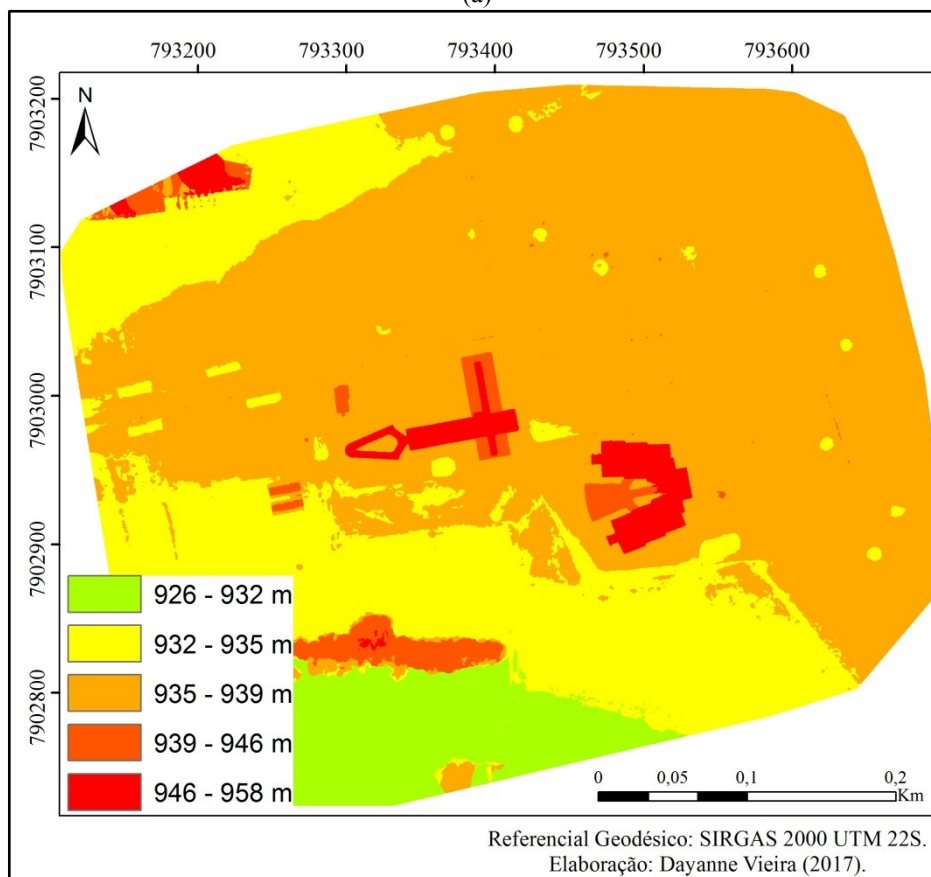 (a)
793200 793300 793400 793500 793600
N
7903200
7903100
7903000
7902900
7902800
926 - 932 m
932 - 935 m
935 - 939 m
939 - 946 m
946 - 958 m
0 0,05 0,1 0,2
Km
Referencial Geodésico: SIRGAS 2000 UTM 22S.
Elaboração: Dayanne Vieira (2017).